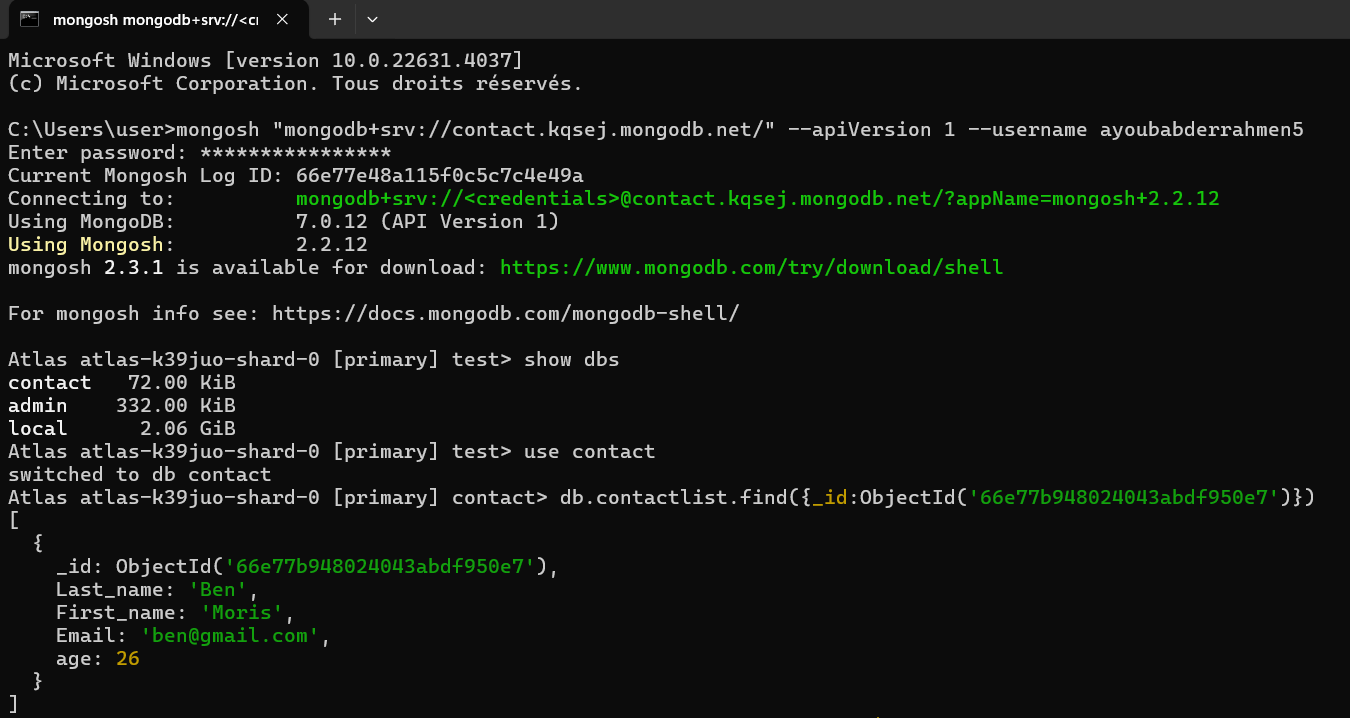 mongosh mongodb+srv://<cr
Microsoft Windows [version 10.0.22631.4037]
(c) Microsoft Corporation. Tous droits réservés.
C:\Users\user>mongosh "mongodb+srv://contact.kqsej.mongodb.net/" --apiVersion 1 --username ayoubabderrahmen5
Enter password: ****************
Current Mongosh Log ID: 66e77e48a115f0c5c7c4e49a
Connecting to:          mongodb+srv://<credentials>@contact.kqsej.mongodb.net/?appName=mongosh+2.2.12
Using MongoDB:          7.0.12 (API Version 1)
Using Mongosh:          2.2.12
mongosh 2.3.1 is available for download: https://www.mongodb.com/try/download/shell
For mongosh info see: https://docs.mongodb.com/mongodb-shell/
Atlas atlas-k39juo-shard-0 [primary] test> show dbs
contact   72.00 KiB
admin    332.00 KiB
local      2.06 GiB
Atlas atlas-k39juo-shard-0 [primary] test> use contact
switched to db contact
Atlas atlas-k39juo-shard-0 [primary] contact> db.contactlist.find({_id:ObjectId('66e77b948024043abdf950e7')})
[
  {
    _id: ObjectId('66e77b948024043abdf950e7'),
    Last_name: 'Ben',
    First_name: 'Moris',
    Email: 'ben@gmail.com',
    age: 26
  }
]